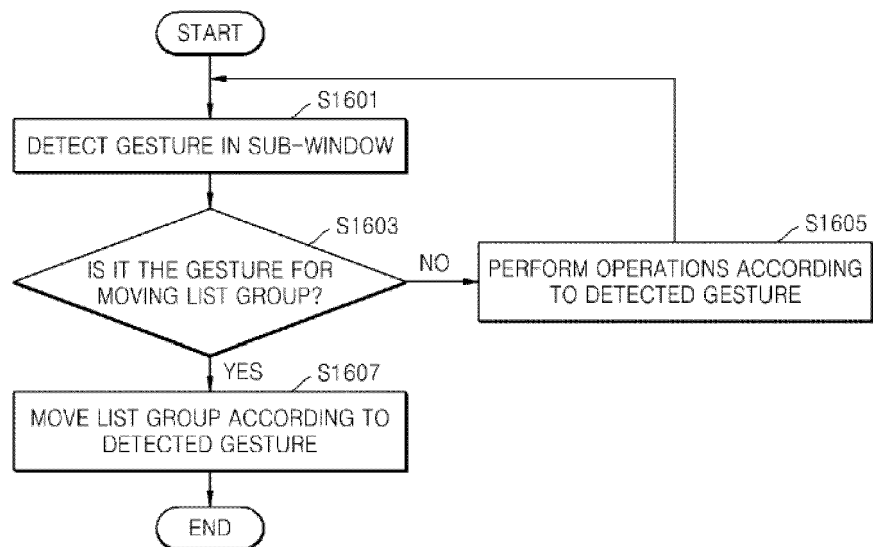 START
S1601
DETECT GESTURE IN SUB-WINDOW
S1603
IS IT THE GESTURE FOR
MOVING LIST GROUP?
NO
S1605
PERFORM OPERATIONS ACCORDING
TO DETECTED GESTURE
YES
S1607
MOVE LIST GROUP ACCORDING TO
DETECTED GESTURE
END